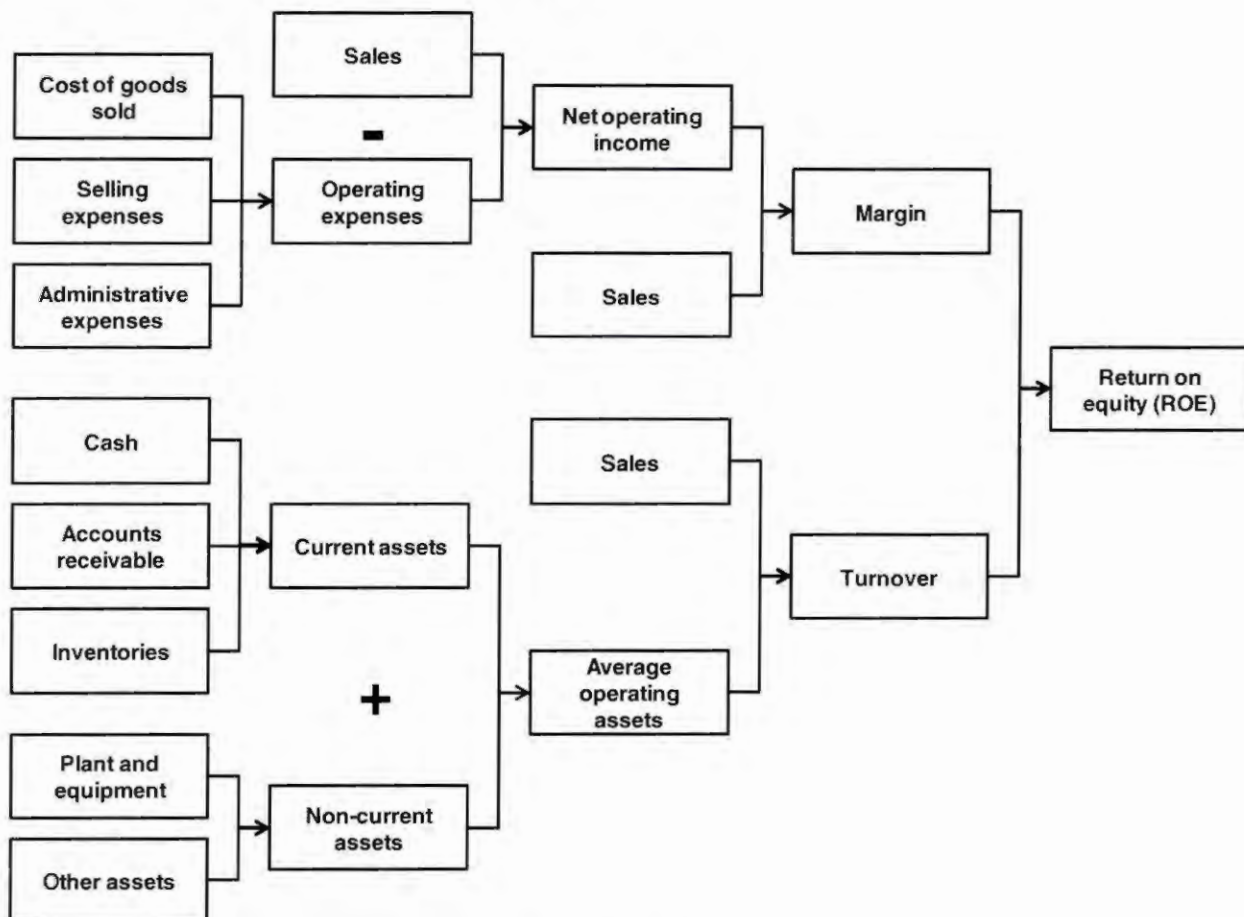 Sales
Cost of goods
sold
-
Net operating
income
Selling
expenses
Operating
expenses
Margin
Administrative
expenses
Sales
Return on
equity (ROE)
Cash
Sales
Accounts
receivable
Current assets
Turnover
Inventories
Average
operating
assets
+
Plant and
equipment
Non-current
assets
Other assets